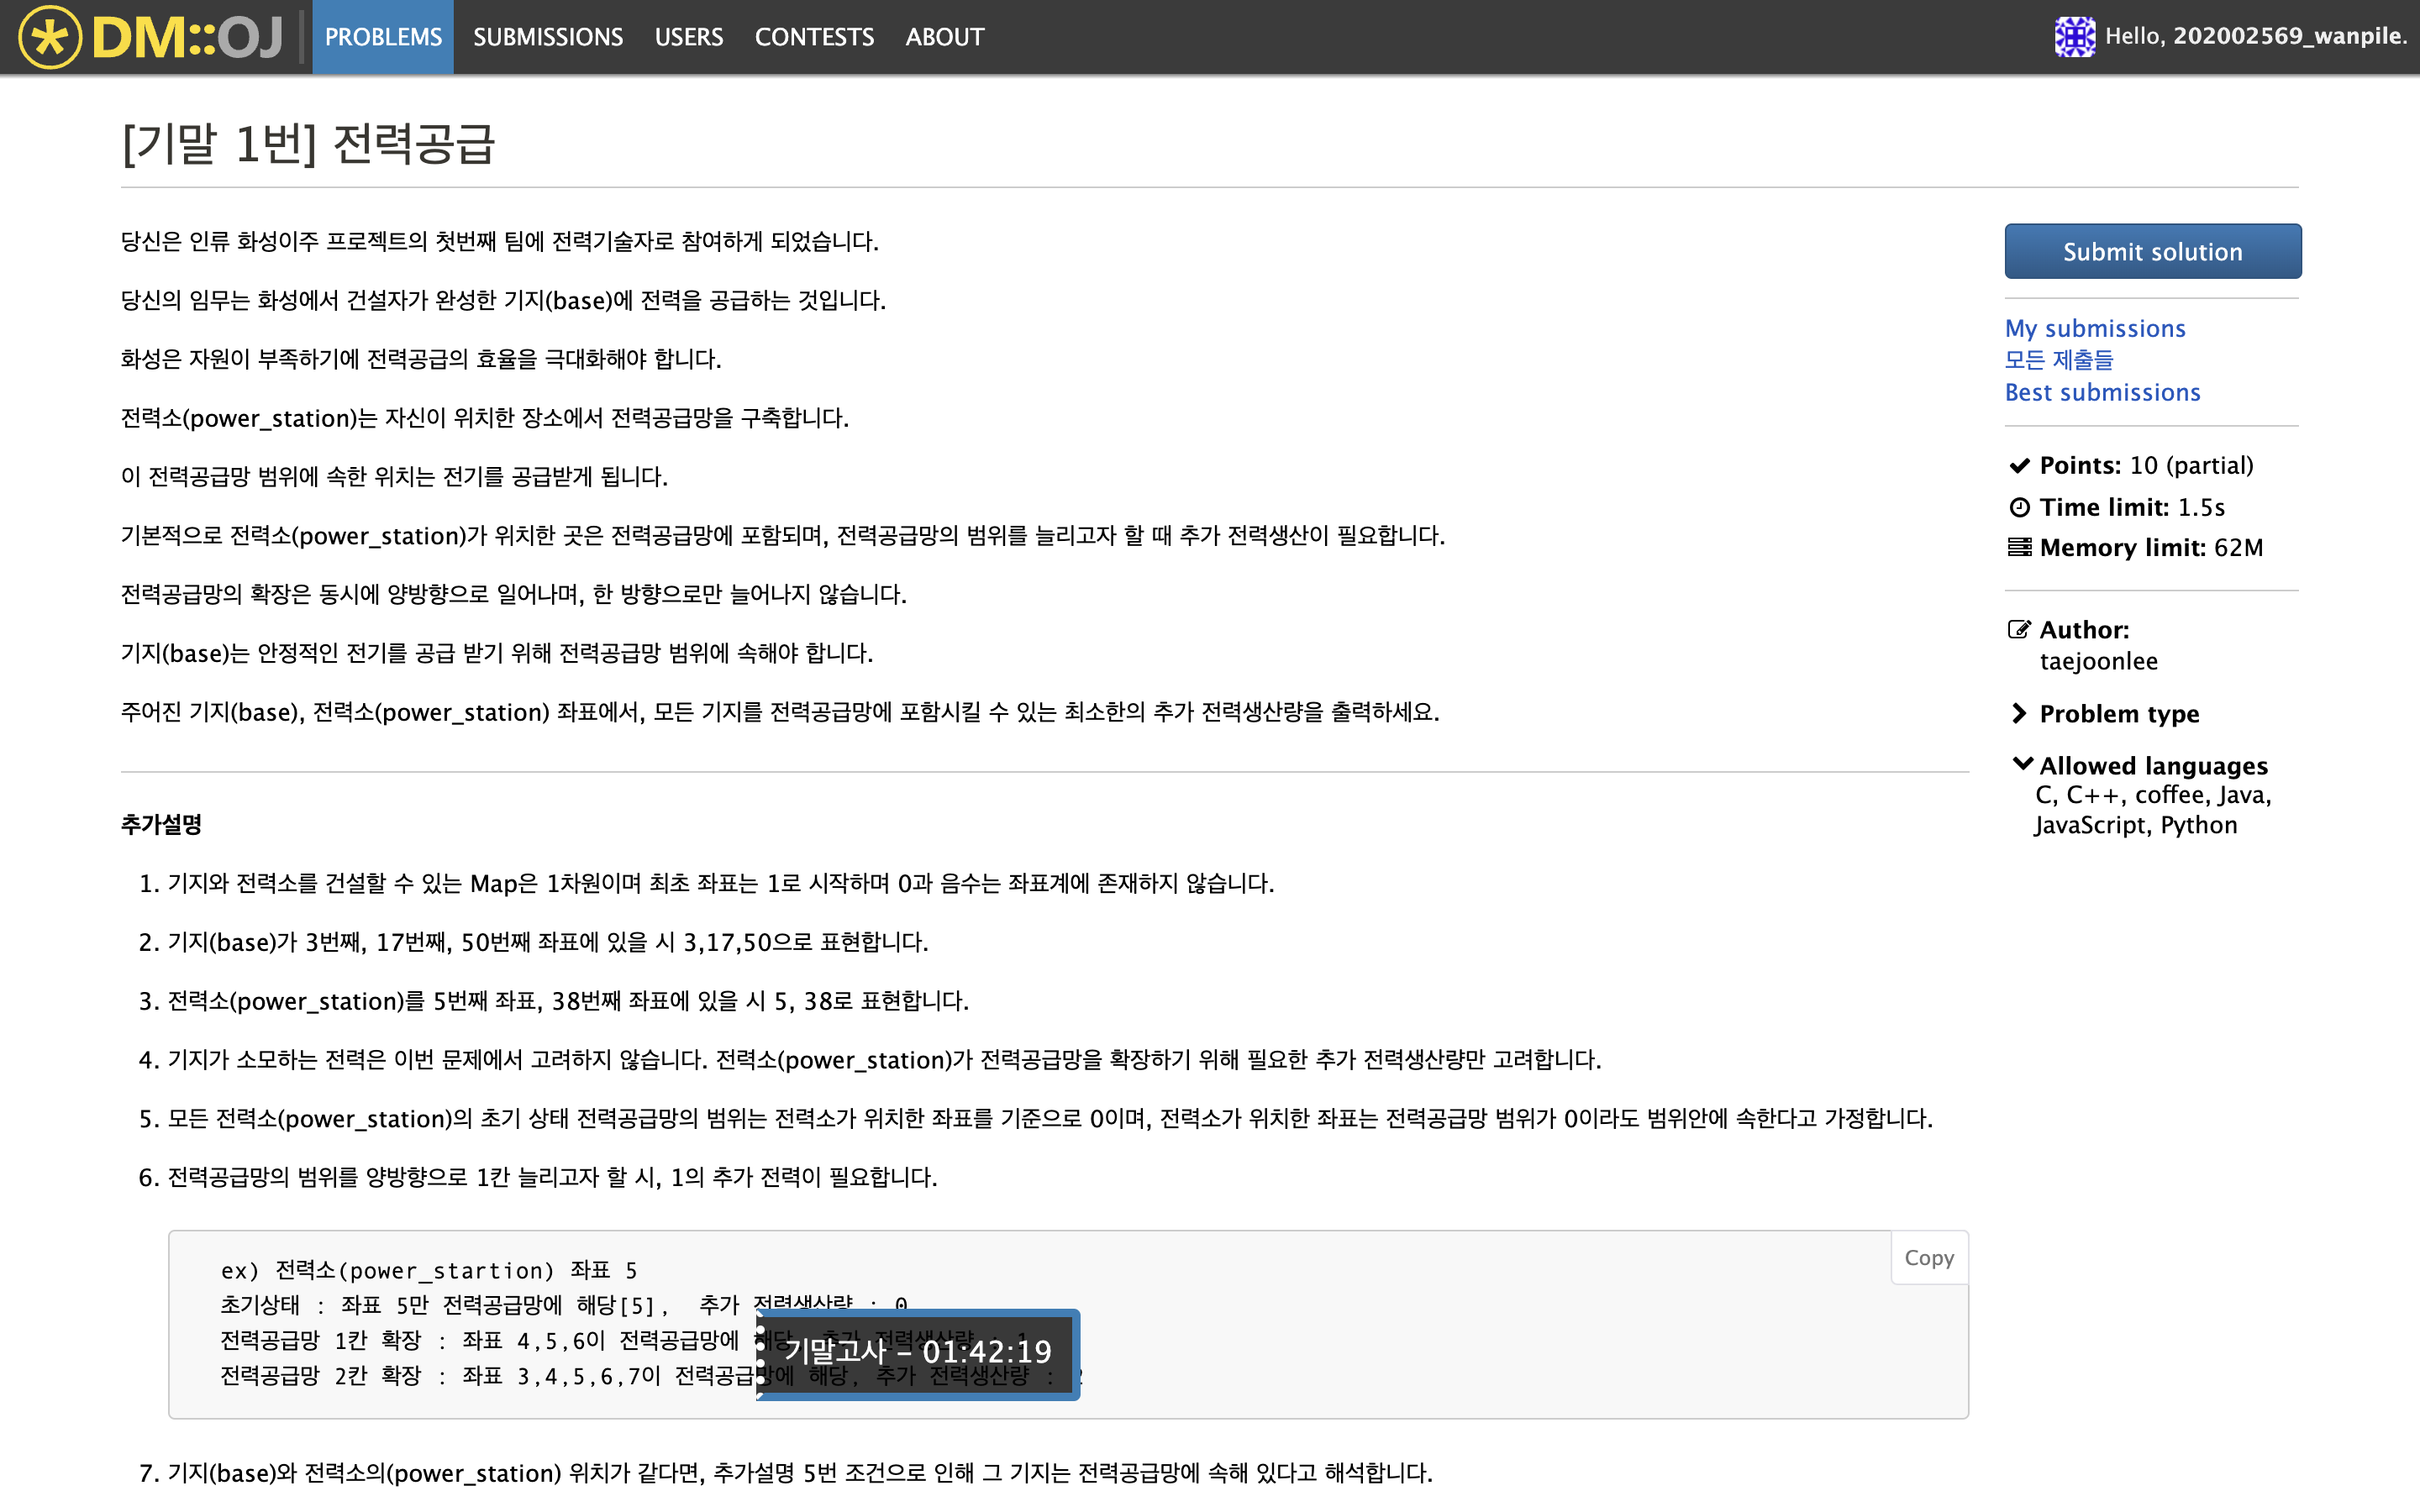 DM::OJ
PROBLEMS
SUBMISSIONS
USERS
CONTESTS
ABOUT
Hello, 202002569_wanpile.
[기말 1번] 전력공급
당신은 인류 화성이주 프로젝트의 첫번째 팀에 전력기술자로 참여하게 되었습니다.
당신의 임무는 화성에서 건설자가 완성한 기지(base)에 전력을 공급하는 것입니다.
화성은 자원이 부족하기에 전력공급의 효율을 극대화해야 합니다.
전력소(power_station)는 자신이 위치한 장소에서 전력공급망을 구축합니다.
이 전력공급망 범위에 속한 위치는 전기를 공급받게 됩니다.
기본적으로 전력소(power_station)가 위치한 곳은 전력공급망에 포함되며, 전력공급망의 범위를 늘리고자 할 때 추가 전력생산이 필요합니다.
전력공급망의 확장은 동시에 양방향으로 일어나며, 한 방향으로만 늘어나지 않습니다.
기지(base)는 안정적인 전기를 공급 받기 위해 전력공급망 범위에 속해야 합니다.
주어진 기지(base), 전력소(power_station) 좌표에서, 모든 기지를 전력공급망에 포함시킬 수 있는 최소한의 추가 전력생산량을 출력하세요.
추가설명
1. 기지와 전력소를 건설할 수 있는 Map은 1차원이며 최초 좌표는 1로 시작하며 0과 음수는 좌표계에 존재하지 않습니다.
2. 기지(base)가 3번째, 17번째, 50번째 좌표에 있을 시 3,17,50으로 표현합니다.
3. 전력소(power_station)를 5번째 좌표, 38번째 좌표에 있을 시 5, 38로 표현합니다.
4. 기지가 소모하는 전력은 이번 문제에서 고려하지 않습니다. 전력소(power_station)가 전력공급망을 확장하기 위해 필요한 추가 전력생산량만 고려합니다.
5. 모든 전력소(power_station)의 초기 상태 전력공급망의 범위는 전력소가 위치한 좌표를 기준으로 0이며, 전력소가 위치한 좌표는 전력공급망 범위가 0이라도 범위안에 속한다고 가정합니다.
6. 전력공급망의 범위를 양방향으로 1칸 늘리고자 할 시, 1의 추가 전력이 필요합니다.
Copy
ex) 전력소(power_startion) 좌표 5
초기상태 : 좌표 5만 전력공급망에 해당[5], 추가 전력생산량 : 0
전력공급망 1칸 확장 : 좌표 4,5,6이 전력공급망에 해당, 추가 전력생산량 : 1
전력공급망 2칸 확장 : 좌표 3,4,5,6,7이 전력공급망에 해당, 추가 전력생산량 : 2
기말고사 - 01:42:19
7. 기지(base)와 전력소의(power_station) 위치가 같다면, 추가설명 5번 조건으로 인해 그 기지는 전력공급망에 속해 있다고 해석합니다.
Submit solution
My submissions
모든 제출들
Best submissions
Points: 10 (partial)
Time limit: 1.5s
Memory limit: 62M
Author:
taejoonlee
Problem type
Allowed languages
C, C++, coffee, Java,
JavaScript, Python